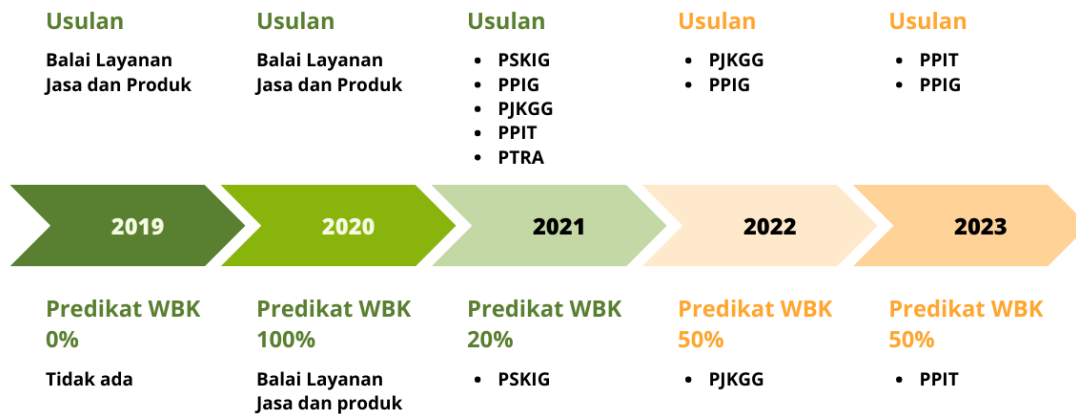 Usulan
Balai Layanan
Jasa dan Produk
Usulan
Balai Layanan
Jasa dan Produk
Usulan
• PSKIG
• PPIG
• PJKGG
• PPIT
• PTRA
Usulan
• PJKGG
• PPIG
Usulan
• PPIT
• PPIG
2019
2020
2021
2022
2023
Predikat WBK
0%
Tidak ada
Predikat WBK
100%
Balai Layanan
Jasa dan produk
Predikat WBK
20%
• PSKIG
Predikat WBK
50%
• PJKGG
Predikat WBK
50%
• PPIT